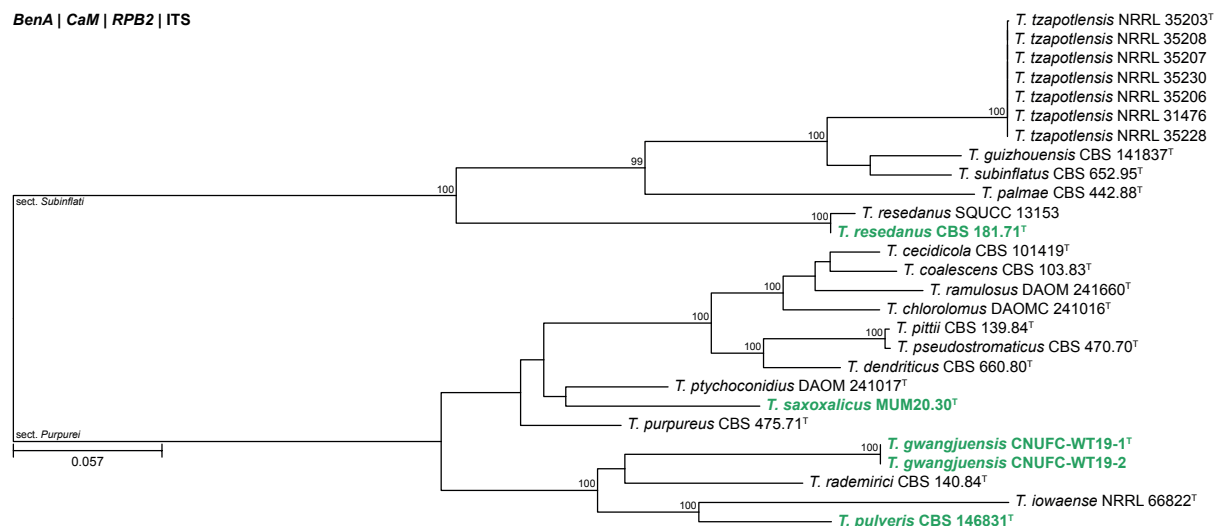 BenA | CaM | RPB2 | ITS
T. tzapotlensis NRRL 35203ᵀ
T. tzapotlensis NRRL 35208
T. tzapotlensis NRRL 35207
T. tzapotlensis NRRL 35230
T. tzapotlensis NRRL 35206
100
T. tzapotlensis NRRL 31476
T. tzapotlensis NRRL 35228
100
T. guizhouensis CBS 141837ᵀ
99
T. subinflatus CBS 652.95ᵀ
100
T. palmae CBS 442.88ᵀ
sect. Subinflati
T. resedanus SQUCC 13153
100
T. resedanus CBS 181.71ᵀ
T. cecidicola CBS 101419ᵀ
T. coalescens CBS 103.83ᵀ
100
T. ramulosus DAOM 241660ᵀ
T. chlorolomus DAOMC 241016ᵀ
100
T. pittii CBS 139.84ᵀ
100
T. pseudostromaticus CBS 470.70ᵀ
100
T. dendriticus CBS 660.80ᵀ
T. ptychoconidius DAOM 241017ᵀ
T. saxoxalicus MUM20.30ᵀ
T. purpureus CBS 475.71ᵀ
sect. Purpurei
T. gwangjuensis CNUFC-WT19-1ᵀ
100
T. gwangjuensis CNUFC-WT19-2
0.057
T. rademirici CBS 140.84ᵀ
100
T. iowaense NRRL 66822ᵀ
100
T. pulveris CBS 146831ᵀ